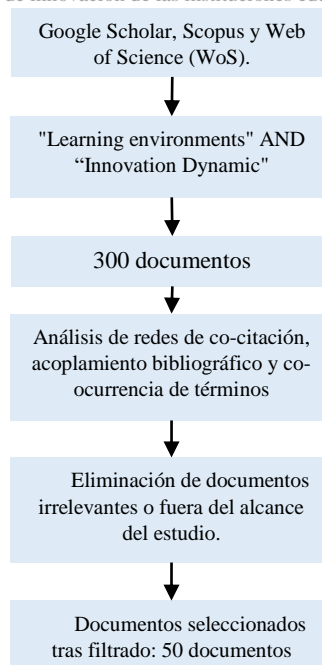 de innovación de las instituciones
Google Scholar, Scopus y Web
of Science (WoS).
"Learning environments" AND
“Innovation Dynamic"
300 documentos
Análisis de redes de co-citación,
acoplamiento bibliográfico y co-
ocurrencia de términos
Eliminación de documentos
irrelevantes o fuera del alcance
del estudio.
Documentos seleccionados
tras filtrado: 50 documentos